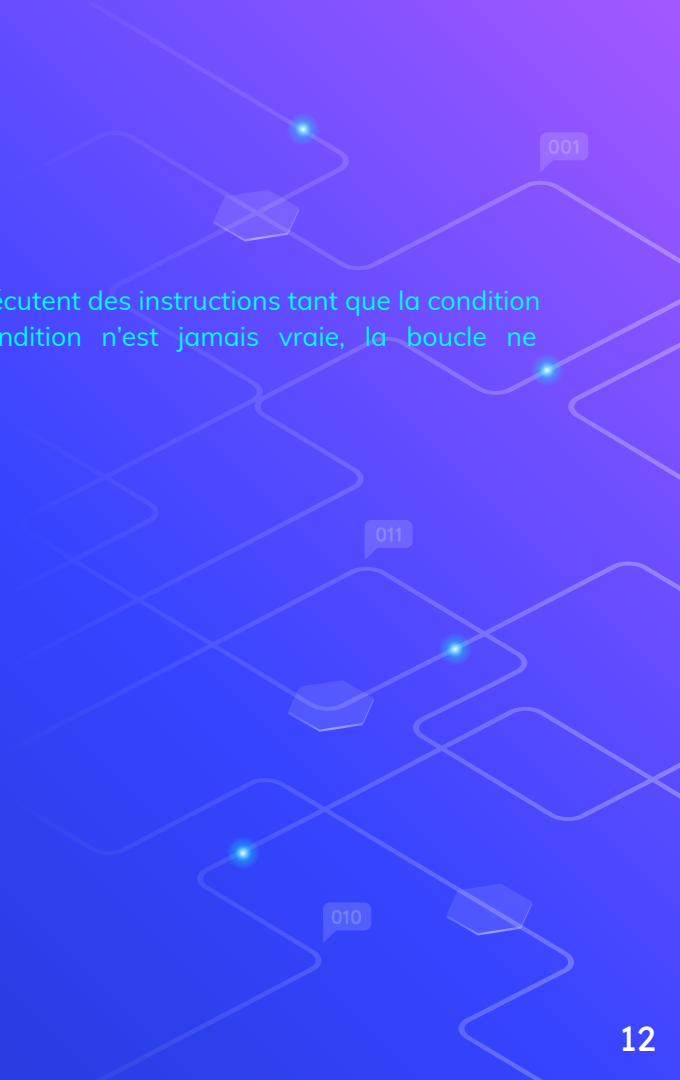 001
écutent des instructions tant que la condition
ndition n’est jamais vraie, la boucle ne
011
010
12